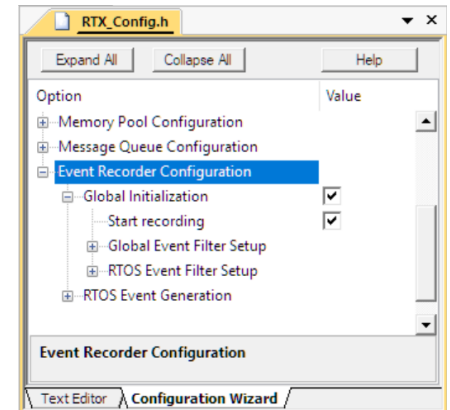 RTX_Config.h
Expand All Collapse All Help
Option Value
Memory Pool Configuration
Message Queue Configuration
Event Recorder Configuration
Global Initialization
Start recording
Global Event Filter Setup
RTOS Event Filter Setup
RTOS Event Generation
Event Recorder Configuration
Text Editor Configuration Wizard